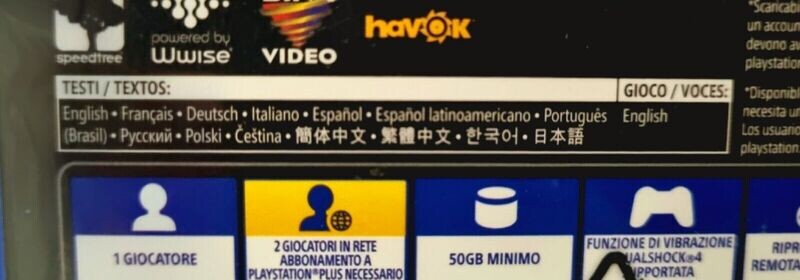 speedtree
powered by
Wwise
VIDEO
havok
TESTI / TEXTOS:
English • Français • Deutsch • Italiano • Español • Español latinoamericano • Português
(Brasil) • Русский • Polski • Čeština • 簡体中文 • 繁體中文 • 한국어 • 日本語
GIOCO / VOCES:
English
*Scaricabi
un accoun
devono av
playstation
*Disponibl
necesita u
Los usuario
playstation.
1 GIOCATORE
2 GIOCATORI IN RETE
ABBONAMENTO A
PLAYSTATION®PLUS NECESSARIO
50GB MINIMO
FUNZIONE DI VIBRAZIONE
UALSHOCK®4
UPPORTATA
RIPR
REMOTA